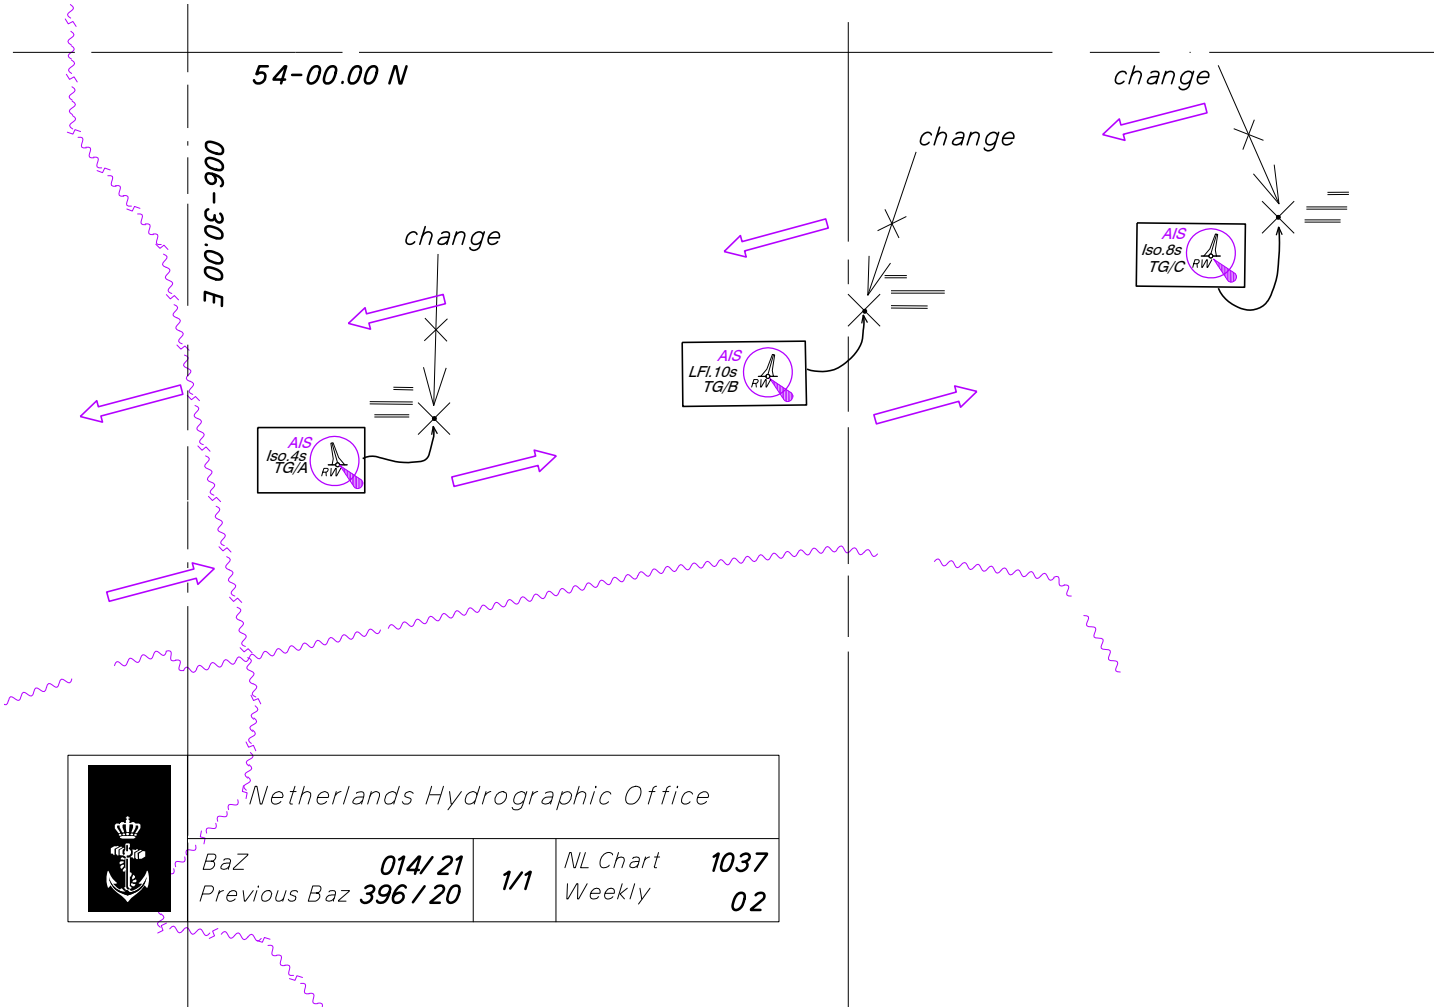 54-00.00 N
change
change
006-30.00 E
change
AIS
Iso.8s
TG/C
RW
AIS
LFl.10s
TG/B
RW
AIS
Iso.4s
TG/A
RW
Netherlands Hydrographic Office
BaZ 014/21
Previous Baz 396/20
1/1
NL Chart 1037
Weekly 02